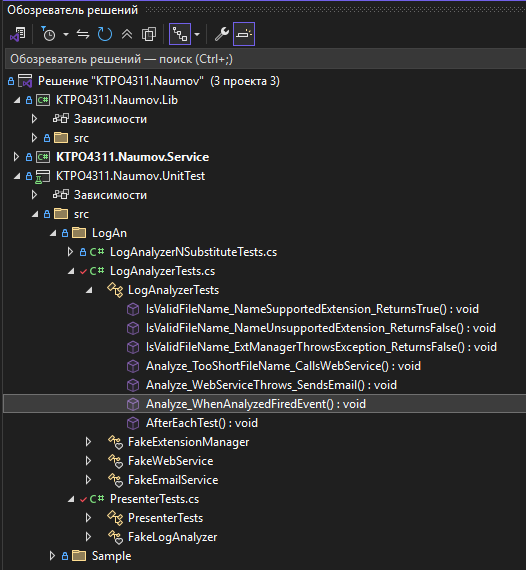 Обозреватель решений
Обозреватель решений — поиск (Ctrl+;)
Решение "KTPO4311.Naumov" (3 проекта 3)
C# KTPO4311.Naumov.Lib
Зависимости
src
C# KTPO4311.Naumov.Service
KTPO4311.Naumov.UnitTest
Зависимости
src
LogAn
C# LogAnalyzerNSubstituteTests.cs
C# LogAnalyzerTests.cs
LogAnalyzerTests
IsValidFileName_NameSupportedExtension_ReturnsTrue() : void
IsValidFileName_NameUnsupportedExtension_ReturnsFalse() : void
IsValidFileName_ExtManagerThrowsException_ReturnsFalse() : void
Analyze_TooShortFileName_CallsWebService() : void
Analyze_WebServiceThrows_SendsEmail() : void
Analyze_WhenAnalyzedFiredEvent() : void
AfterEachTest() : void
FakeExtensionManager
FakeWebService
FakeEmailService
C# PresenterTests.cs
PresenterTests
FakeLogAnalyzer
Sample